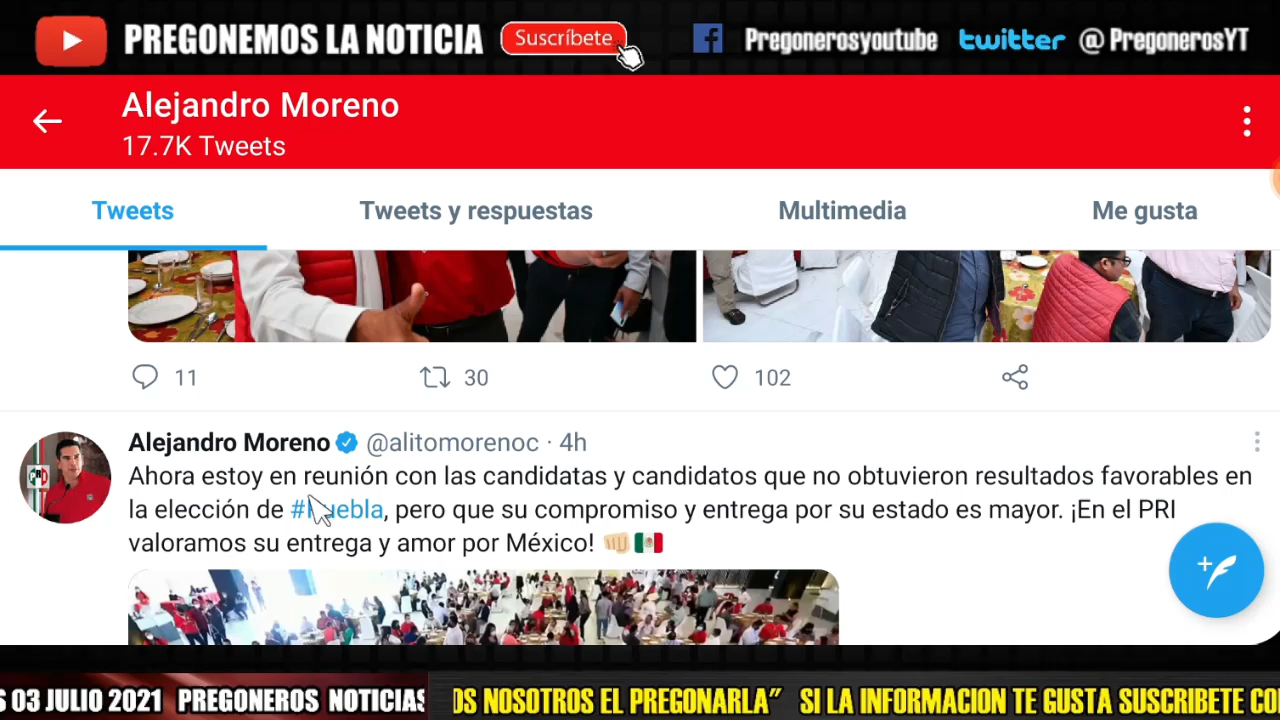 PREGONEMOS LA NOTICIA Suscríbete Pregonerosyoutube twitter @ PregonerosYT
Alejandro Moreno
17.7K Tweets
Tweets Tweets y respuestas Multimedia Me gusta
11 30 102
Alejandro Moreno @alitomorenoc · 4h
Ahora estoy en reunión con las candidatas y candidatos que no obtuvieron resultados favorables en
la elección de #Puebla, pero que su compromiso y entrega por su estado es mayor. ¡En el PRI
valoramos su entrega y amor por México! 👊🏼🇲🇽
PRI
S 03 JULIO 2021 PREGONEROS NOTICIAS OS NOSOTROS EL PREGONARLA" SI LA INFORMACION TE GUSTA SUSCRIBETE CO